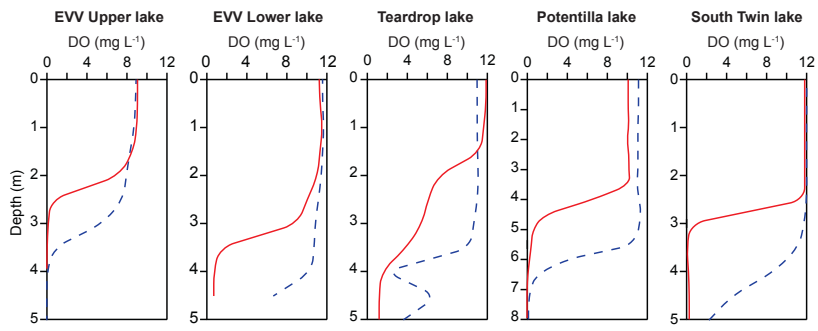 EVV Upper lake EVV Lower lake Teardrop lake Potentilla lake South Twin lake
DO (mg L-1) DO (mg L-1) DO (mg L-1) DO (mg L-1) DO (mg L-1)
0 4 8 12 0 4 8 12 0 4 8 12 0 4 8 12 0 4 8 12
Depth (m)
0 1 2 3 4 5
0 1 2 3 4 5
0 1 2 3 4 5
0 1 2 3 4 5 6 7 8
0 1 2 3 4 5